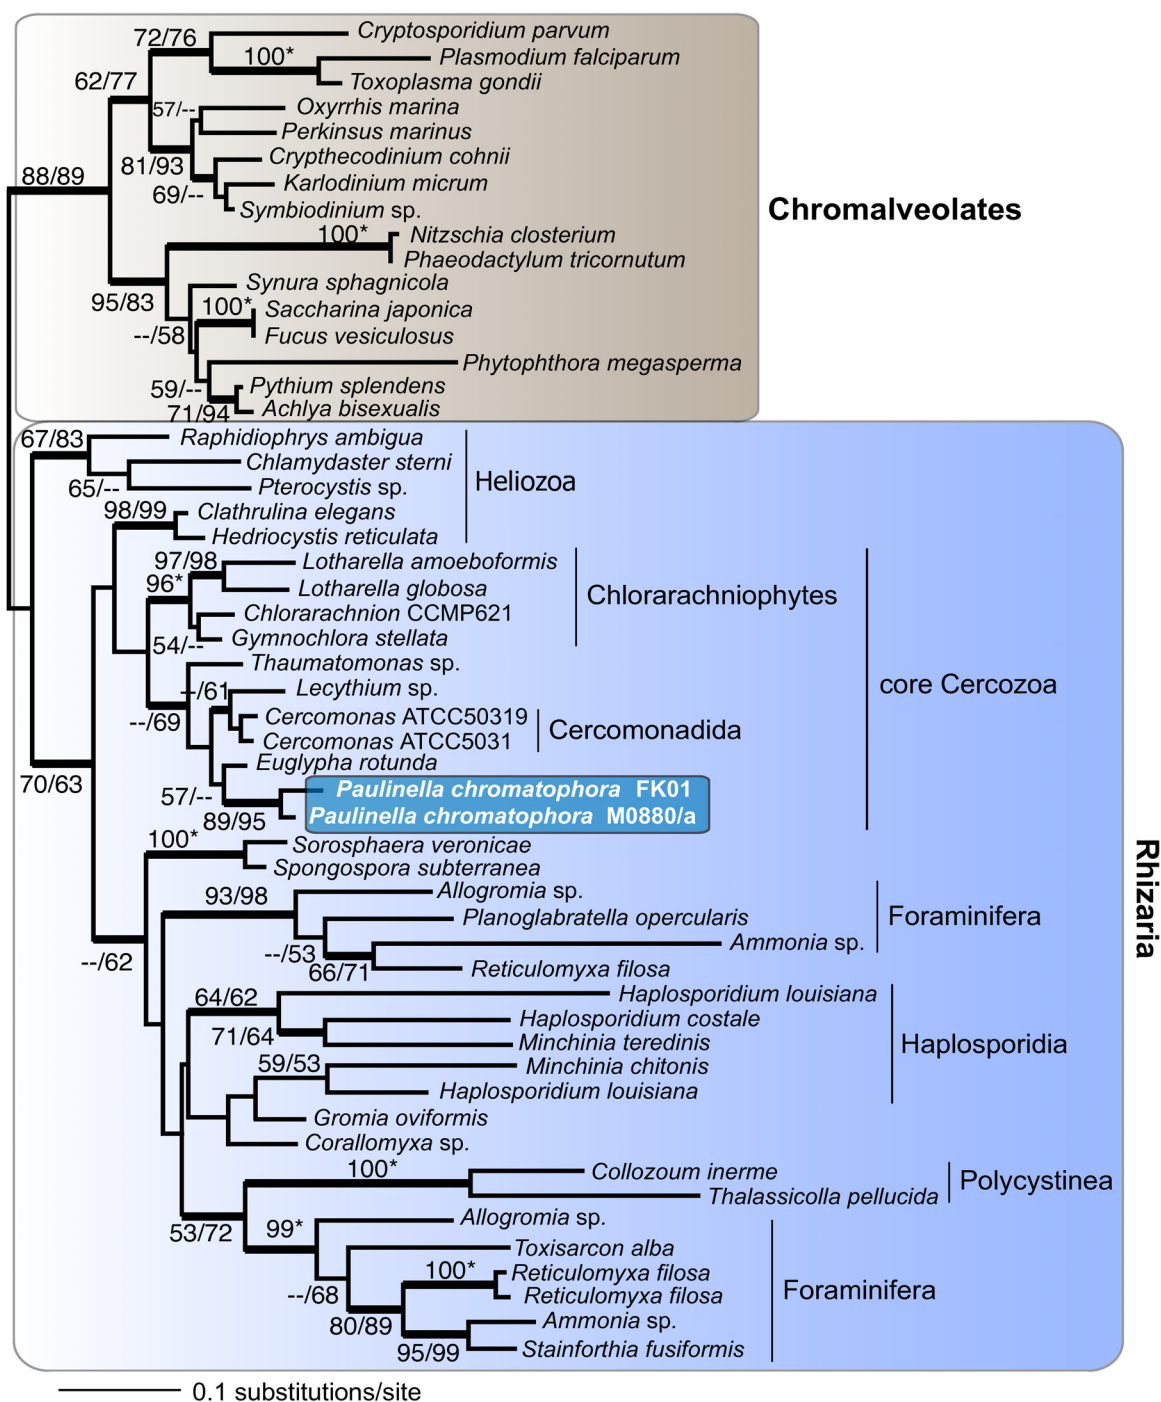 72/76
Cryptosporidium parvum
100*
Plasmodium falciparum
62/77
Toxoplasma gondii
57/--
Oxyrrhis marina
Perkinsus marinus
81/93
Crypthecodinium cohnii
88/89
Karlodinium micrum
69/--
Symbiodinium sp.
Chromalveolates
100*
Nitzschia closterium
Phaeodactylum tricornutum
Synura sphagnicola
95/83
100*
Saccharina japonica
--/58
Fucus vesiculosus
Phytophthora megasperma
59/--
Pythium splendens
71/94
Achlya bisexualis
67/83
Raphidiophrys ambigua
Chlamydaster sterni
65/--
Pterocystis sp.
Heliozoa
98/99
Clathrulina elegans
Hedriocystis reticulata
97/98
Lotharella amoeboformis
96*
Lotharella globosa
Chlorarachniophytes
Chlorarachnion CCMP621
54/--
Gymnochlora stellata
Thaumatomonas sp.
--/61
Lecythium sp.
core Cercozoa
--/69
Cercomonas ATCC50319
Cercomonadida
Cercomonas ATCC5031
Euglypha rotunda
70/63
57/--
Paulinella chromatophora FK01
89/95
Paulinella chromatophora M0880/a
100*
Sorosphaera veronicae
Spongospora subterranea
Rhizaria
93/98
Allogromia sp.
Planoglabratella opercularis
Foraminifera
--/62
--/53
Ammonia sp.
66/71
Reticulomyxa filosa
64/62
Haplosporidium louisiana
71/64
Haplosporidium costale
Minchinia teredinis
Haplosporidia
59/53
Minchinia chitonis
Haplosporidium louisiana
Gromia oviformis
Corallomyxa sp.
100*
Collozoum inerme
Polycystinea
Thalassicolla pellucida
53/72
99*
Allogromia sp.
Toxisarcon alba
100*
Reticulomyxa filosa
--/68
Reticulomyxa filosa
Foraminifera
80/89
Ammonia sp.
95/99
Stainforthia fusiformis
0.1 substitutions/site